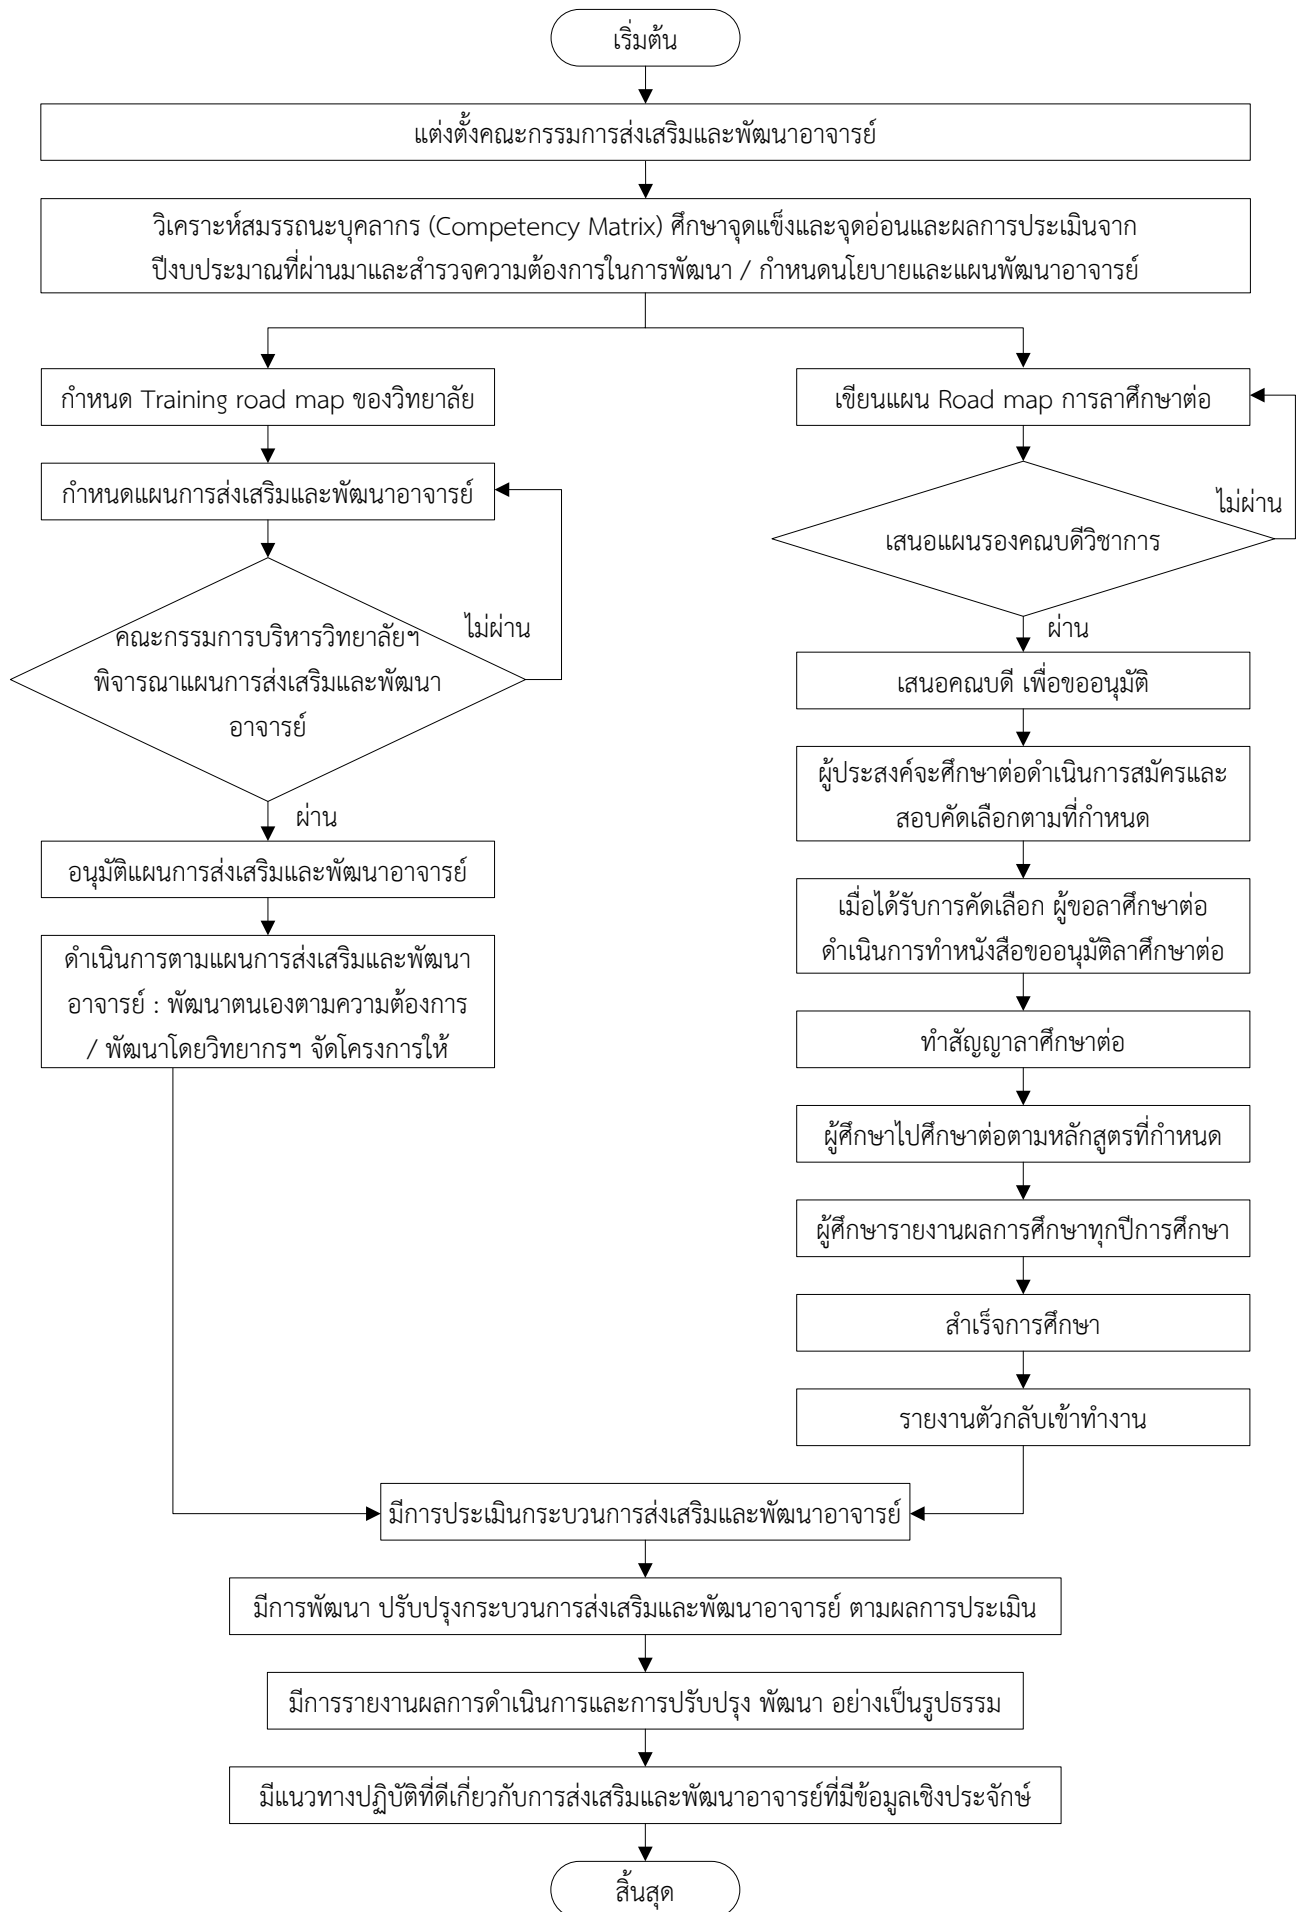 เริ่มต้น
แต่งตั้งคณะกรรมการส่งเสริมและพัฒนาอาจารย์
วิเคราะห์สมรรถนะบุคลากร (Competency Matrix) ศึกษาจุดแข็งและจุดอ่อนและผลการประเมินจาก
ปีงบประมาณที่ผ่านมาและสำรวจความต้องการในการพัฒนา / กำหนดนโยบายและแผนพัฒนาอาจารย์
กำหนด Training road map ของวิทยาลัย
กำหนดแผนการส่งเสริมและพัฒนาอาจารย์
ไม่ผ่าน
คณะกรรมการบริหารวิทยาลัยฯ
พิจารณาแผนการส่งเสริมและพัฒนา
อาจารย์
ผ่าน
อนุมัติแผนการส่งเสริมและพัฒนาอาจารย์
ดำเนินการตามแผนการส่งเสริมและพัฒนา
อาจารย์ : พัฒนาตนเองตามความต้องการ
/ พัฒนาโดยวิทยากรฯ จัดโครงการให้
เขียนแผน Road map การลาศึกษาต่อ
ไม่ผ่าน
เสนอแผนรองคณบดีวิชาการ
ผ่าน
เสนอคณบดี เพื่อขออนุมัติ
ผู้ประสงค์จะศึกษาต่อดำเนินการสมัครและ
สอบคัดเลือกตามที่กำหนด
เมื่อได้รับการคัดเลือก ผู้ขอลาศึกษาต่อ
ดำเนินการทำหนังสือขออนุมัติลาศึกษาต่อ
ทำสัญญาลาศึกษาต่อ
ผู้ศึกษาไปศึกษาต่อตามหลักสูตรที่กำหนด
ผู้ศึกษารายงานผลการศึกษาทุกปีการศึกษา
สำเร็จการศึกษา
รายงานตัวกลับเข้าทำงาน
มีการประเมินกระบวนการส่งเสริมและพัฒนาอาจารย์
มีการพัฒนา ปรับปรุงกระบวนการส่งเสริมและพัฒนาอาจารย์ ตามผลการประเมิน
มีการรายงานผลการดำเนินการและการปรับปรุง พัฒนา อย่างเป็นรูปธรรม
มีแนวทางปฏิบัติที่ดีเกี่ยวกับการส่งเสริมและพัฒนาอาจารย์ที่มีข้อมูลเชิงประจักษ์
สิ้นสุด